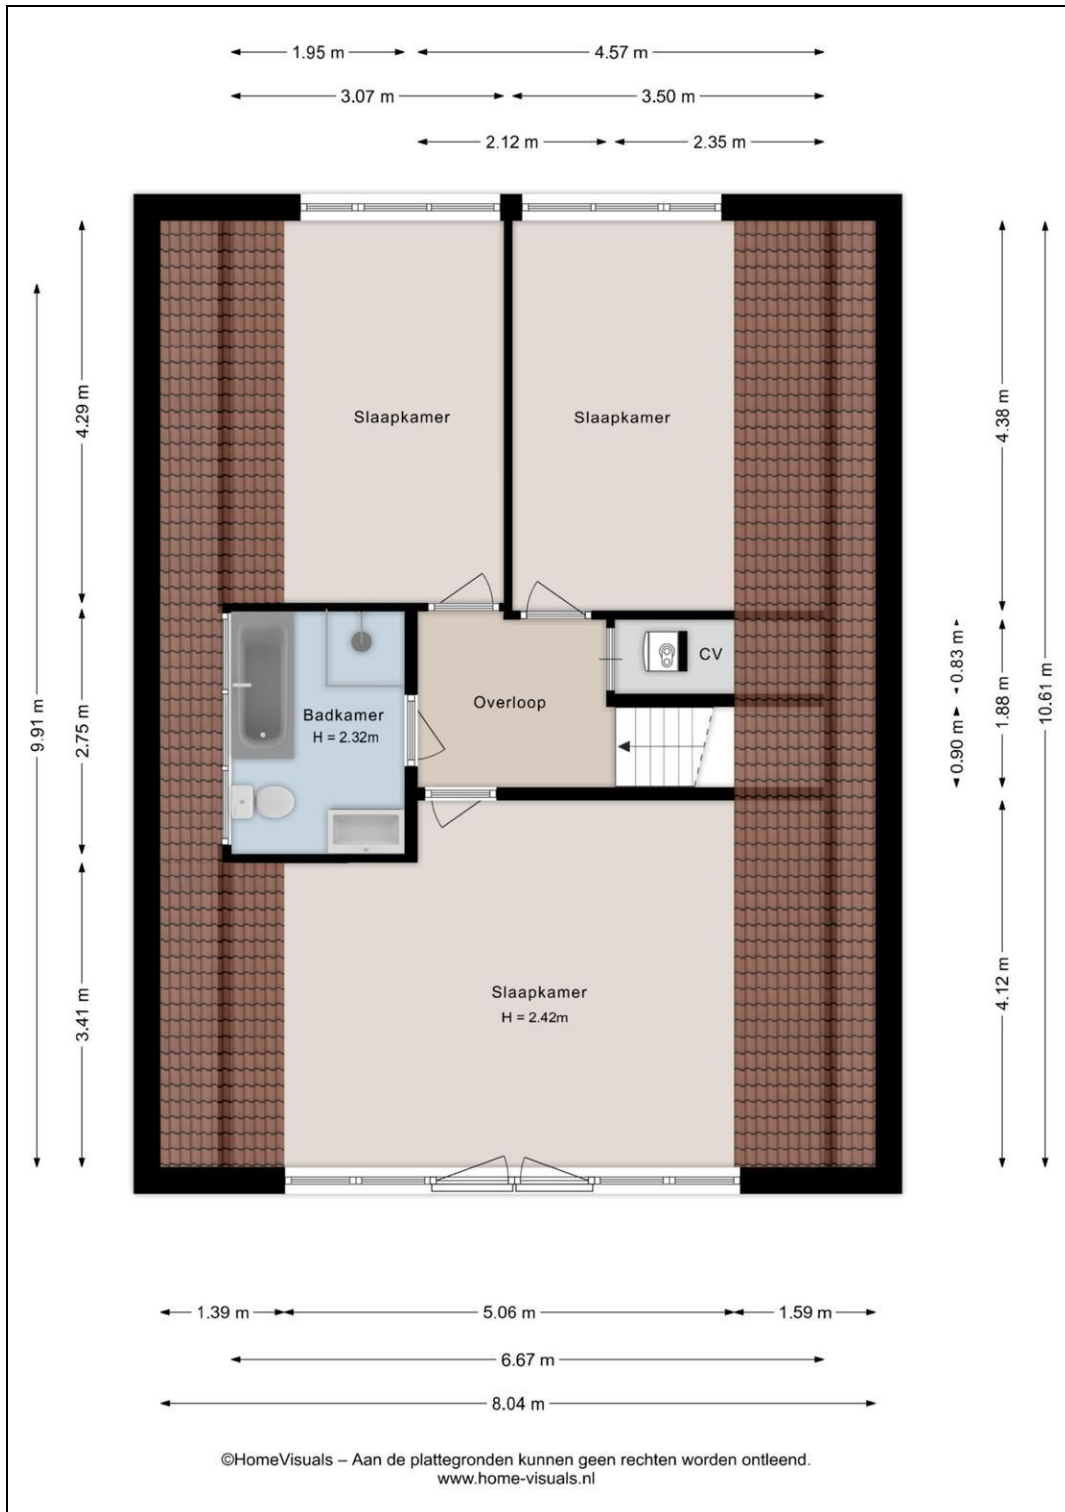 1.95 m
4.57 m
3.07 m
3.50 m
2.12 m
2.35 m
4.29 m
4.38 m
Slaapkamer
Slaapkamer
9.91 m
2.75 m
Badkamer
H = 2.32m
Overloop
CV
0.83 m
0.90 m
1.88 m
10.61 m
3.41 m
4.12 m
Slaapkamer
H = 2.42m
1.39 m
5.06 m
1.59 m
6.67 m
8.04 m
©HomeVisuals – Aan de plattegronden kunnen geen rechten worden ontleend.
www.home-visuals.nl